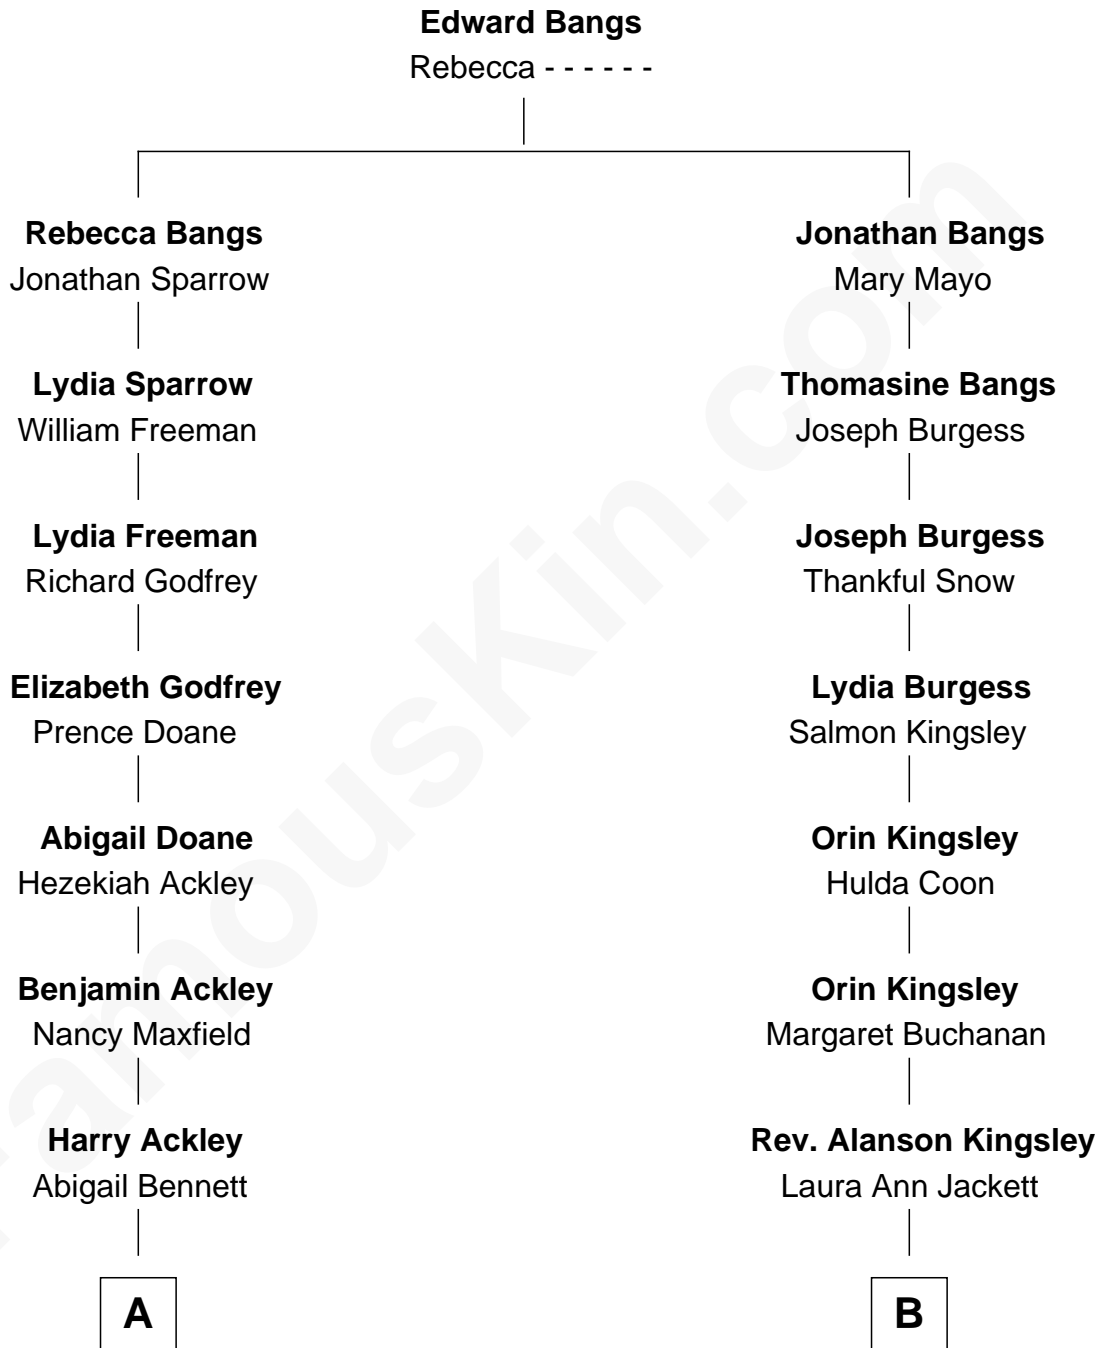 Edward Bangs
Rebecca - - - - - -
Rebecca Bangs
Jonathan Sparrow
Jonathan Bangs
Mary Mayo
Lydia Sparrow
William Freeman
Thomasine Bangs
Joseph Burgess
Lydia Freeman
Richard Godfrey
Joseph Burgess
Thankful Snow
Elizabeth Godfrey
Prence Doane
Lydia Burgess
Salmon Kingsley
Abigail Doane
Hezekiah Ackley
Orin Kingsley
Hulda Coon
Benjamin Ackley
Nancy Maxfield
Orin Kingsley
Margaret Buchanan
Harry Ackley
Abigail Bennett
Rev. Alanson Kingsley
Laura Ann Jackett
A
B
FamousKin.com